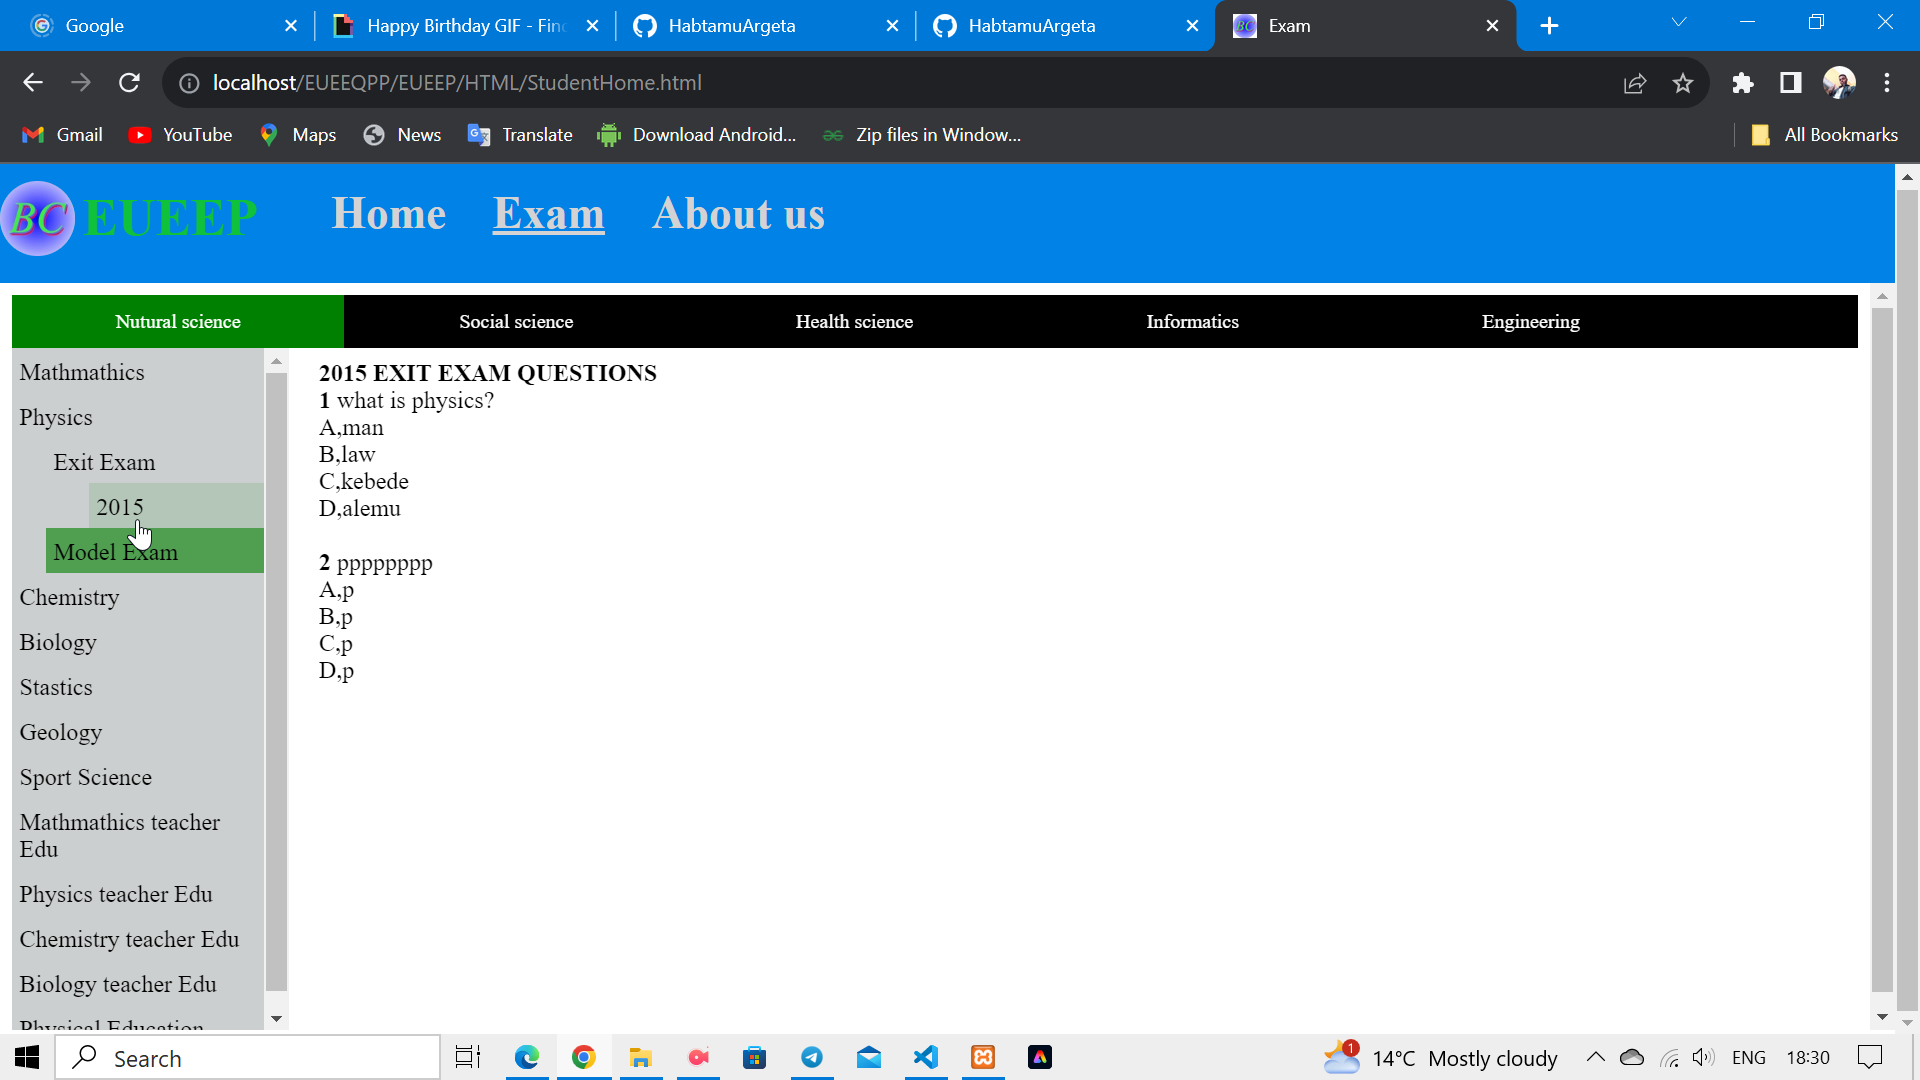 Google
Happy Birthday GIF - Fin
HabtamuArgeta
HabtamuArgeta
BC Exam
localhost/EUEEQPP/EUEEP/HTML/StudentHome.html
Gmail YouTube Maps News Translate Download Android... Zip files in Window... All Bookmarks
BC EUEEP Home Exam About us
Nutural science Social science Health science Informatics Engineering
Mathmathics
Physics
Exit Exam
2015
Model Exam
Chemistry
Biology
Stastics
Geology
Sport Science
Mathmathics teacher
Edu
Physics teacher Edu
Chemistry teacher Edu
Biology teacher Edu
Physical Education
2015 EXIT EXAM QUESTIONS
1 what is physics?
A,man
B,law
C,kebede
D,alemu
2 pppppppp
A,p
B,p
C,p
D,p
Search
1
14°C Mostly cloudy
ENG
18:30